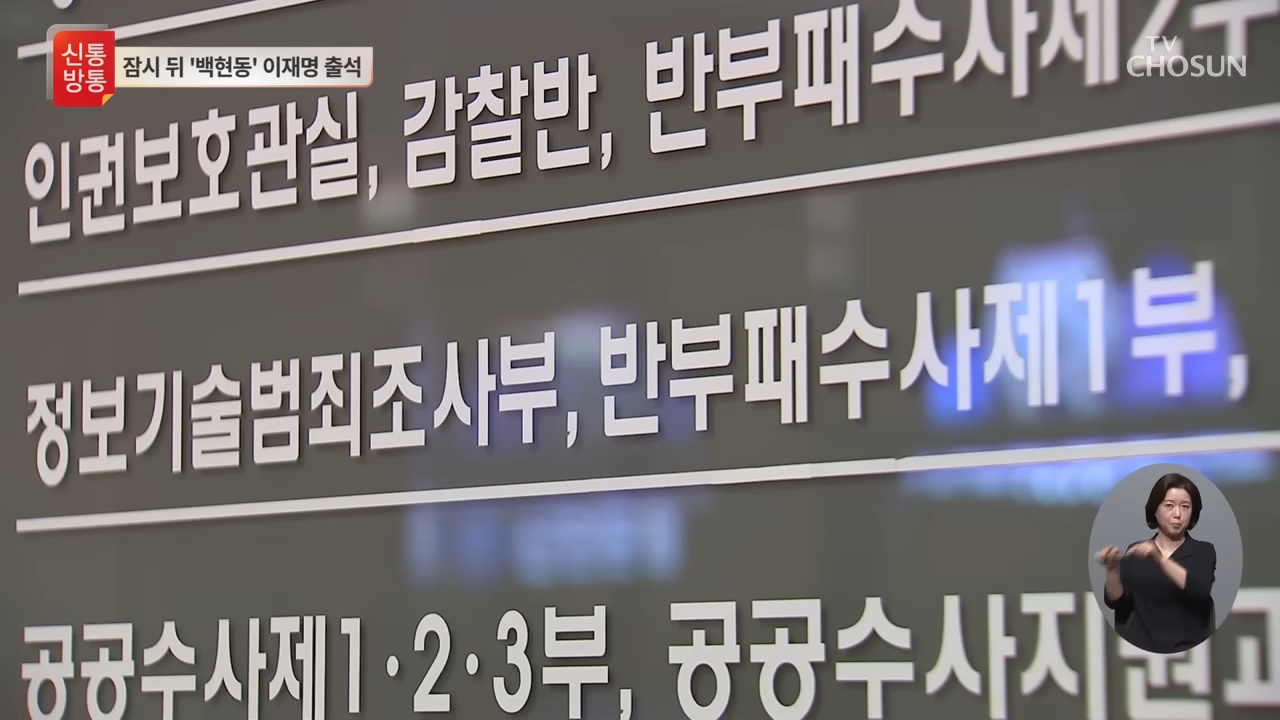 신통
방통
잠시 뒤 '백현동' 이재명 출석
TV
CHOSUN
인권보호관실, 감찰반, 반부패수사제2부
정보기술범죄조사부, 반부패수사제1부,
공공수사제1·2·3부, 공공수사지원과